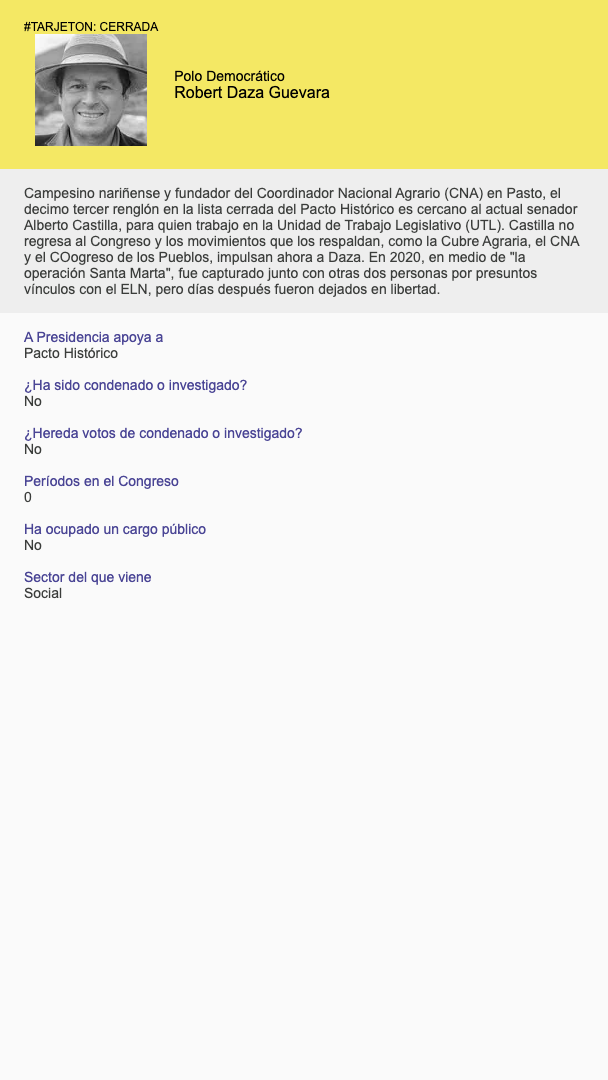 #TARJETON: CERRADA
Polo Democrático
Robert Daza Guevara
Campesino nariñense y fundador del Coordinador Nacional Agrario (CNA) en Pasto, el
decimo tercer renglón en la lista cerrada del Pacto Histórico es cercano al actual senador
Alberto Castilla, para quien trabajo en la Unidad de Trabajo Legislativo (UTL). Castilla no
regresa al Congreso y los movimientos que los respaldan, como la Cubre Agraria, el CNA
y el COogreso de los Pueblos, impulsan ahora a Daza. En 2020, en medio de "la
operación Santa Marta", fue capturado junto con otras dos personas por presuntos
vínculos con el ELN, pero días después fueron dejados en libertad.
A Presidencia apoya a
Pacto Histórico
¿Ha sido condenado o investigado?
No
¿Hereda votos de condenado o investigado?
No
Períodos en el Congreso
0
Ha ocupado un cargo público
No
Sector del que viene
Social